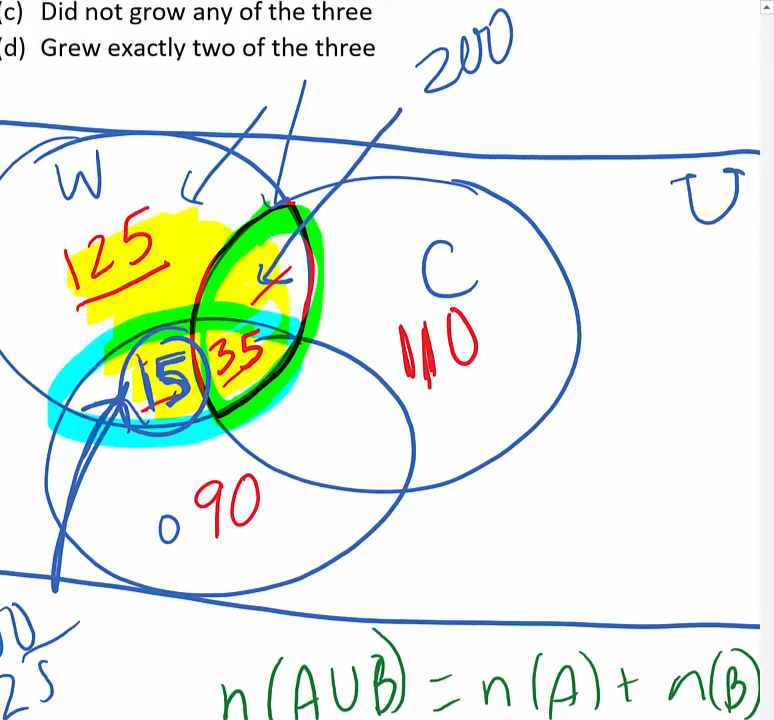 (c) Did not grow any of the three
(d) Grew exactly two of the three
200
W
U
125
C
110
15
35
O 90
25
n(A∪B) = n(A) + n(B)